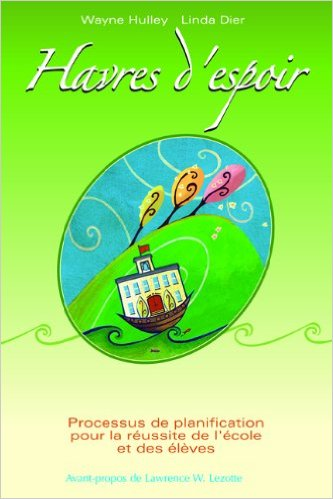 Wayne Hulley Linda Dier
Havres d'espoir
Processus de planification
pour la réussite de l'école
et des élèves
Avant-propos de Lawrence W. Lezotte